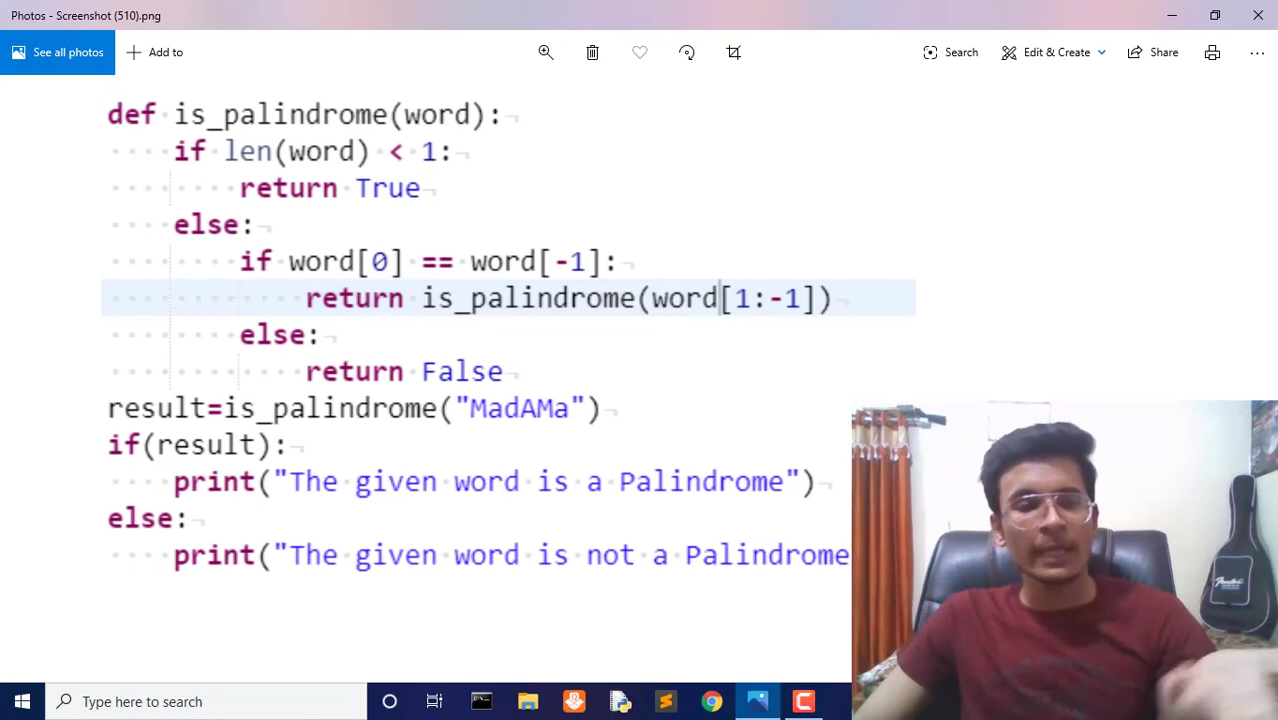 Photos - Screenshot (510).png
See all photos
Add to
Search
Edit & Create
Share
def is_palindrome(word):
if len(word) < 1:
return True
else:
if word[0] == word[-1]:
return is_palindrome(word[1:-1])
else:
return False
result=is_palindrome("MadAMa")
if(result):
print("The given word is a Palindrome")
else:
print("The given word is not a Palindrome
Fender
Type here to search